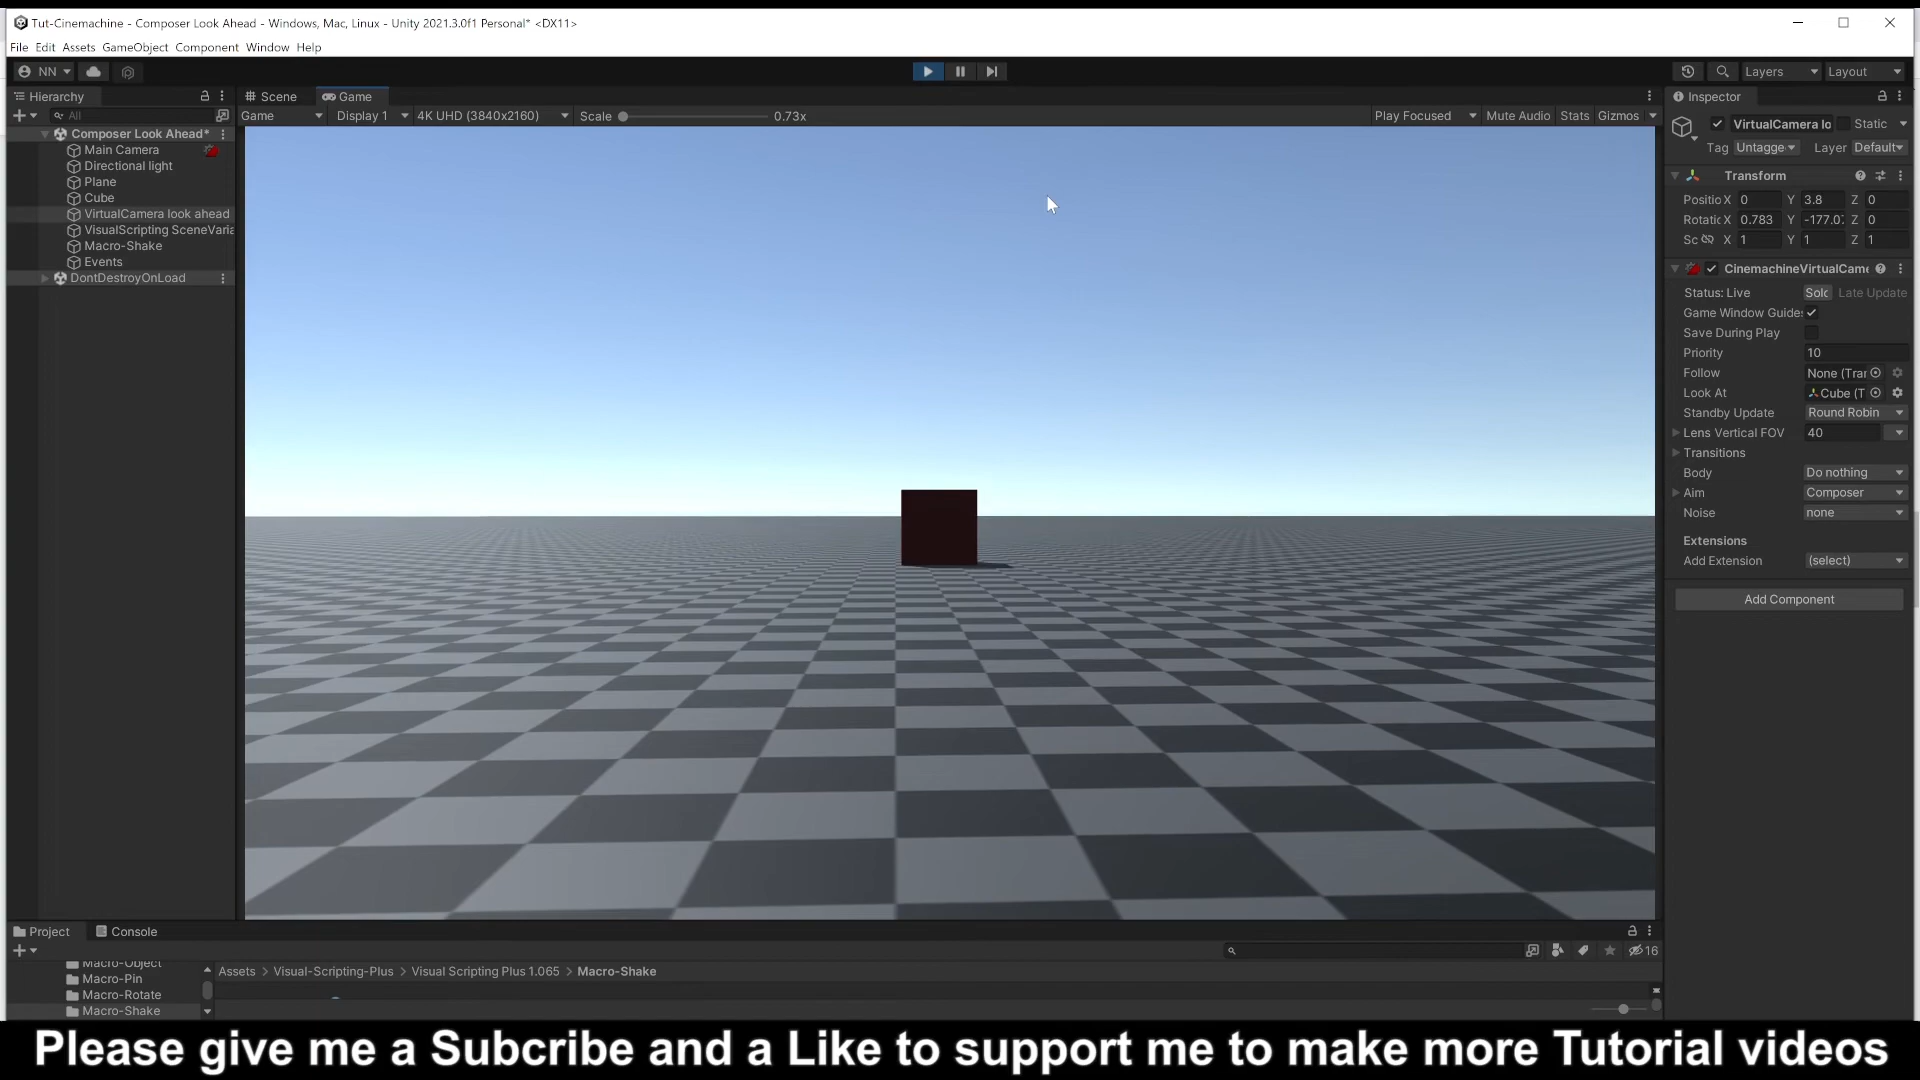 Tut-Cinemachine - Composer Look Ahead - Windows, Mac, Linux - Unity 2021.3.0f1 Personal* <DX11>
File Edit Assets GameObject Component Window Help
NN
Layers
Layout
Hierarchy
All
Composer Look Ahead*
Main Camera
Directional light
Plane
Cube
VirtualCamera look ahead
VisualScripting SceneVaria
Macro-Shake
Events
DontDestroyOnLoad
Scene Game
Game Display 1 4K UHD (3840x2160) Scale 0.73x Play Focused Mute Audio Stats Gizmos
Inspector
VirtualCamera lo Static
Tag Untagge Layer Default
Transform
Positio X 0 Y 3.8 Z 0
Rotatic X 0.783 Y -177.0 Z 0
Sc X 1 Y 1 Z 1
CinemachineVirtualCame
Status: Live Solc Late Update
Game Window Guide
Save During Play
Priority 10
Follow None (Tran
Look At Cube (T
Standby Update Round Robin
Lens Vertical FOV 40
Transitions
Body Do nothing
Aim Composer
Noise none
Extensions
Add Extension (select)
Add Component
Project Console
16
Macro-Object
Macro-Pin
Macro-Rotate
Macro-Shake
Assets > Visual-Scripting-Plus > Visual Scripting Plus 1.065 > Macro-Shake
Please give me a Subcribe and a Like to support me to make more Tutorial videos